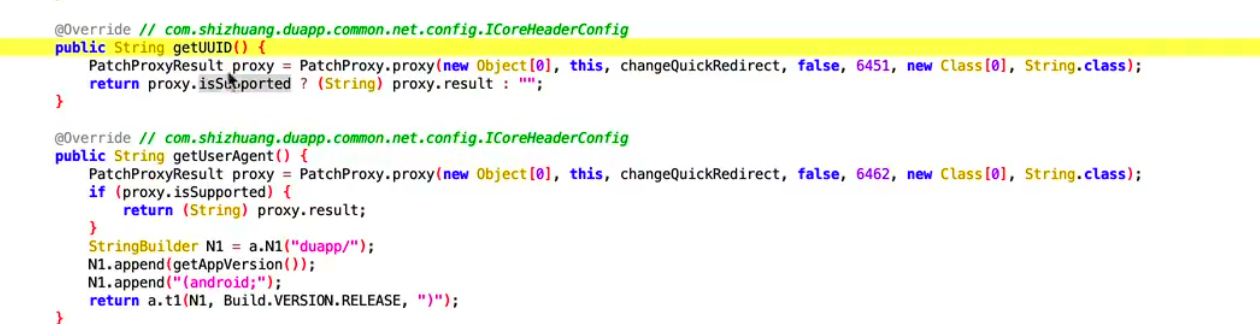 @Override // com.shizhuang.duapp.common.net.config.ICoreHeaderConfig
public String getUUID() {
PatchProxyResult proxy = PatchProxy.proxy(new Object[0], this, changeQuickRedirect, false, 6451, new Class[0], String.class);
return proxy.isSupported ? (String) proxy.result : "";
}
@Override // com.shizhuang.duapp.common.net.config.ICoreHeaderConfig
public String getUserAgent() {
PatchProxyResult proxy = PatchProxy.proxy(new Object[0], this, changeQuickRedirect, false, 6462, new Class[0], String.class);
if (proxy.isSupported) {
return (String) proxy.result;
}
StringBuilder N1 = a.N1("duapp/");
N1.append(getAppVersion());
N1.append("(android;");
return a.t1(N1, Build.VERSION.RELEASE, ")");
}